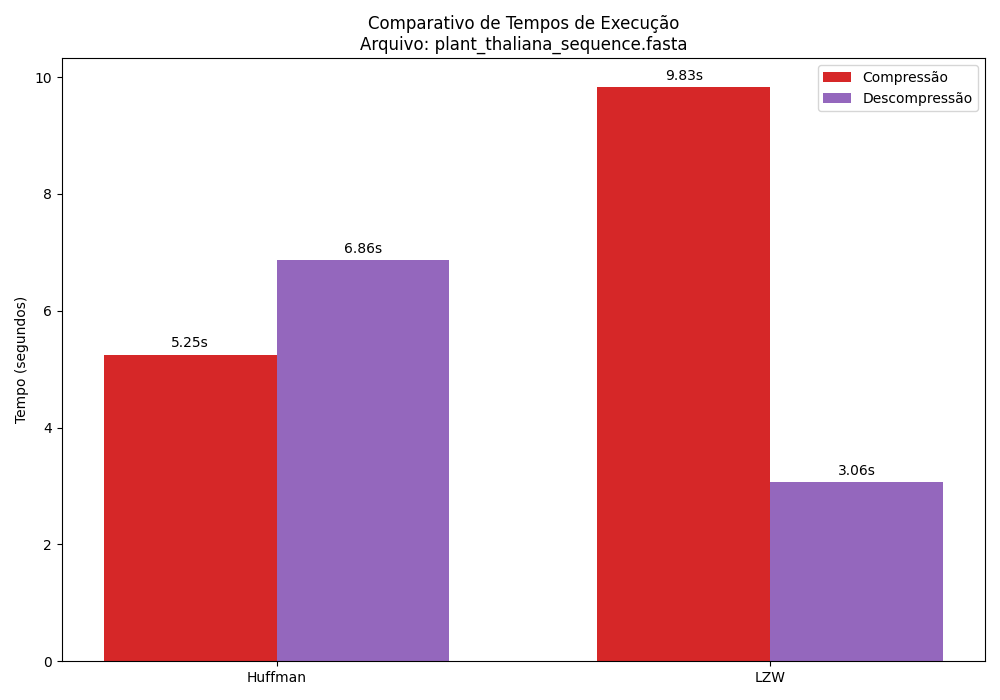 Comparativo de Tempos de Execução
Arquivo: plant_thaliana_sequence.fasta
Compressão
Descompressão
Tempo (segundos)
10
8
6
4
2
0
5.25s
6.86s
9.83s
3.06s
Huffman
LZW